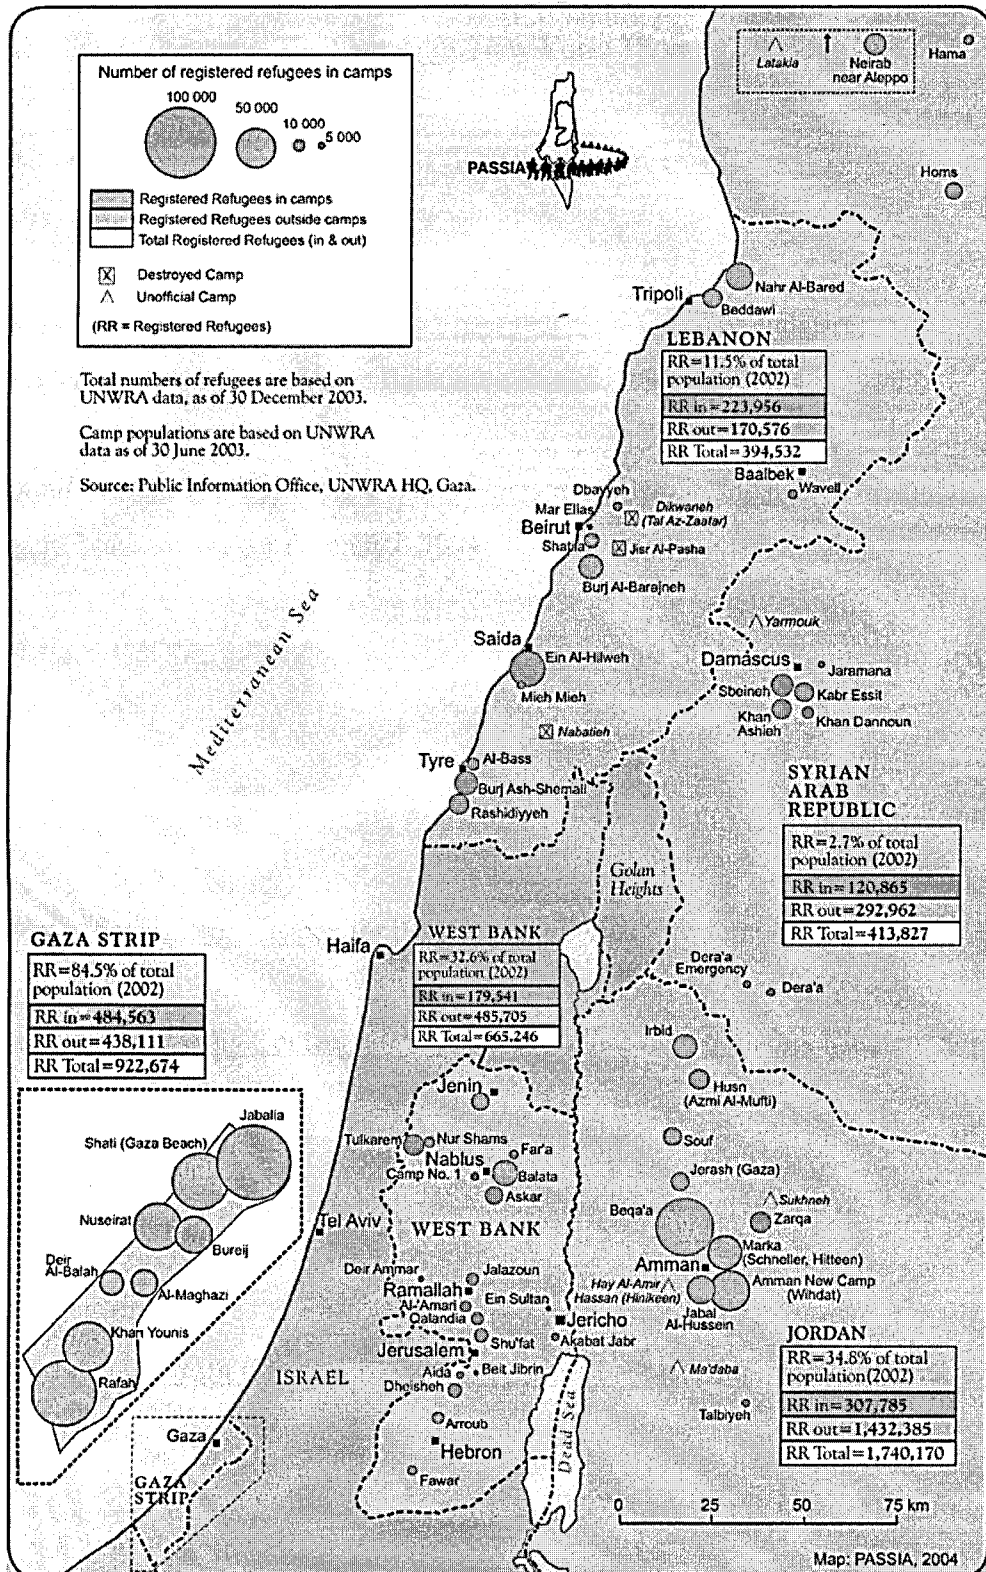 Number of registered refugees in camps
100 000
50 000
10 000
5 000
Registered Refugees in camps
Registered Refugees outside camps
Total Registered Refugees (in & out)
Destroyed Camp
Unofficial Camp
(RR = Registered Refugees)
PASSIA
Latakia
Neirab
near Aleppo
Hama
Homs
Total numbers of refugees are based on
UNWRA data, as of 30 December 2003.
Camp populations are based on UNWRA
data as of 30 June 2003.
Source: Public Information Office, UNWRA HQ, Gaza.
Tripoli
Nahr Al-Bared
Beddawi
LEBANON
RR=11.5% of total
population (2002)
RR in=223,956
RR out=170,576
RR Total=394,532
Baalbek
Wavell
Dbayyeh
Mar Elias
Dikwaneh
(Tal Az-Zaatar)
Beirut
Shatila
Jisr Al-Pasha
Burj Al-Barajneh
Mediterranean Sea
Yarmouk
Saida
Ein Al-Hilweh
Mieh Mieh
Damascus
Jaramana
Sbeineh
Kabr Essit
Khan
Ashieh
Khan Dannoun
Nabatieh
Tyre
Al-Bass
Burj Ash-Shemali
Rashidiyyeh
SYRIAN
ARAB
REPUBLIC
RR=2.7% of total
population (2002)
RR in=120,865
RR out=292,962
RR Total=413,827
Golan
Heights
Haifa
WEST BANK
RR=32.6% of total
population (2002)
RR in=179,541
RR out=485,705
RR Total=665,246
GAZA STRIP
RR=84.5% of total
population (2002)
RR in=484,563
RR out=438,111
RR Total=922,674
Dera'a
Emergency
Dera'a
Irbid
Husn
(Azmi Al-Mufti)
Souf
Jerash (Gaza)
Jenin
Tulkarem
Nur Shams
Far'a
Nablus
Camp No. 1
Balata
Askar
WEST BANK
Jabalia
Shati (Gaza Beach)
Nuseirat
Bureij
Deir
Al-Balah
Al-Maghazi
Khan Younis
Rafah
Tel Aviv
Beqa'a
Sukhneh
Zarqa
Marka
(Schneller, Hitteen)
Amman
Hay Al-Amir
Hassan (Hinikeen)
Amman New Camp
(Wihdat)
Jabal
Al-Hussein
Deir Ammar
Jalazoun
Ramallah
Ein Sultan
Al-'Amari
Qalandia
Jericho
Shu'fat
Akabat Jabr
Jerusalem
ISRAEL
Aida
Beit Jibrin
Dheisheh
Arroub
Hebron
Fawar
Dead Sea
JORDAN
RR=34.8% of total
population(2002)
RR in=307,785
RR out=1,432,385
RR Total=1,740,170
Ma'daba
Talbiyeh
Gaza
GAZA
STRIP
0 25 50 75 km
Map: PASSIA, 2004